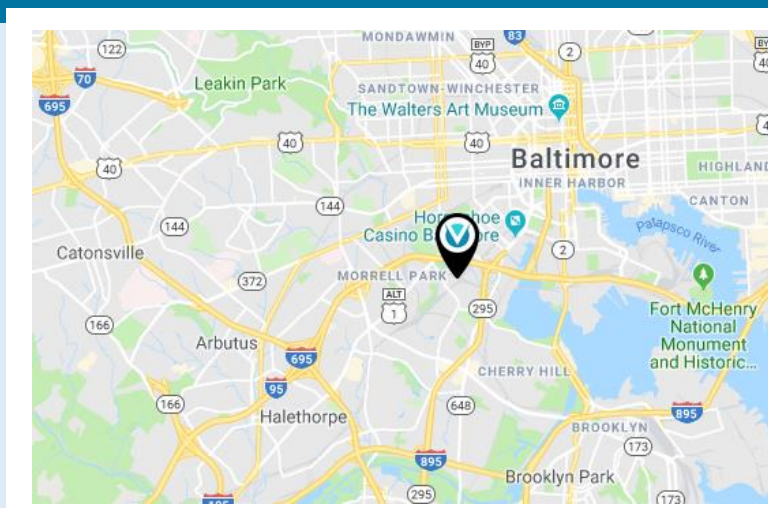 MONDAWMIN
83
122
BYP
40
2
70
Leakin Park
695
SANDTOWN-WINCHESTER
The Walters Art Museum
40
40
40
Baltimore
HIGHLAND
INNER HARBOR
CANTON
144
144
Patapsco River
Casino
Catonsville
2
372
MORRELL PARK
ALT
1
295
Fort McHenry
National
Monument
and Historic...
166
Arbutus
695
95
CHERRY HILL
166
648
Halethorpe
895
BROOKLYN
173
895
Brooklyn Park
295
173